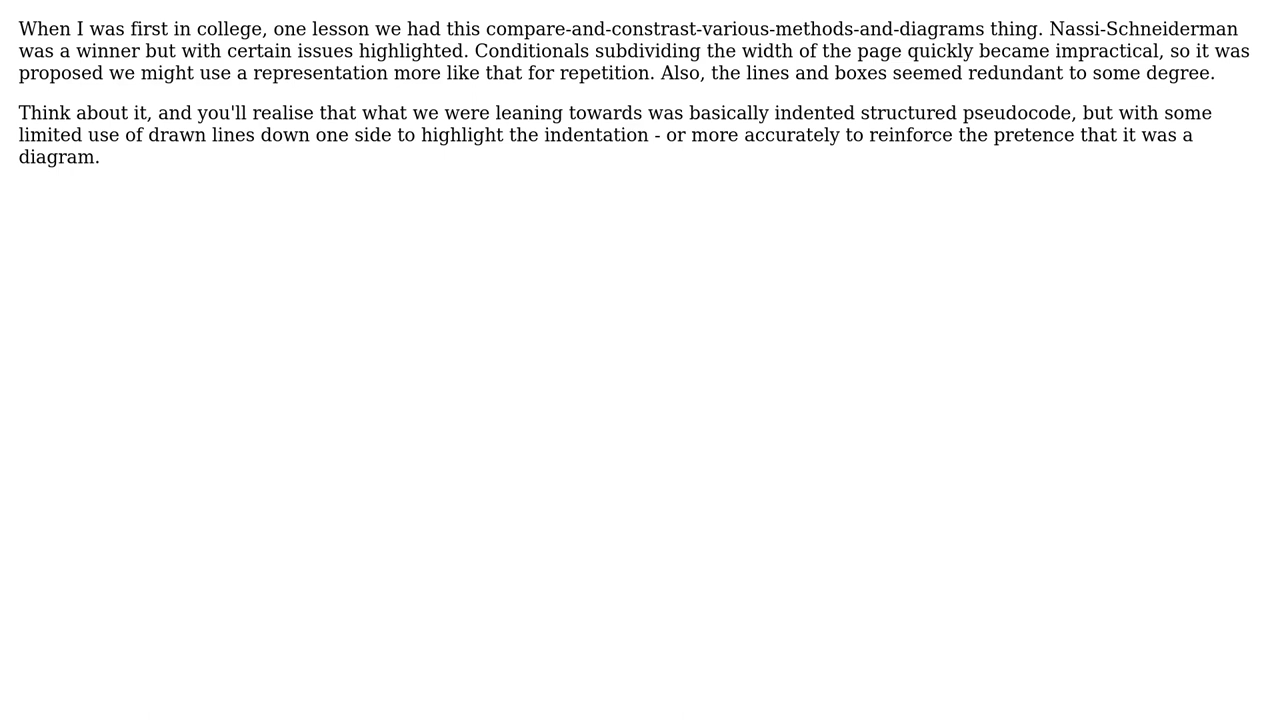 When I was first in college, one lesson we had this compare-and-constrast-various-methods-and-diagrams thing. Nassi-Schneiderman
was a winner but with certain issues highlighted. Conditionals subdividing the width of the page quickly became impractical, so it was
proposed we might use a representation more like that for repetition. Also, the lines and boxes seemed redundant to some degree.
Think about it, and you'll realise that what we were leaning towards was basically indented structured pseudocode, but with some
limited use of drawn lines down one side to highlight the indentation - or more accurately to reinforce the pretence that it was a
diagram.